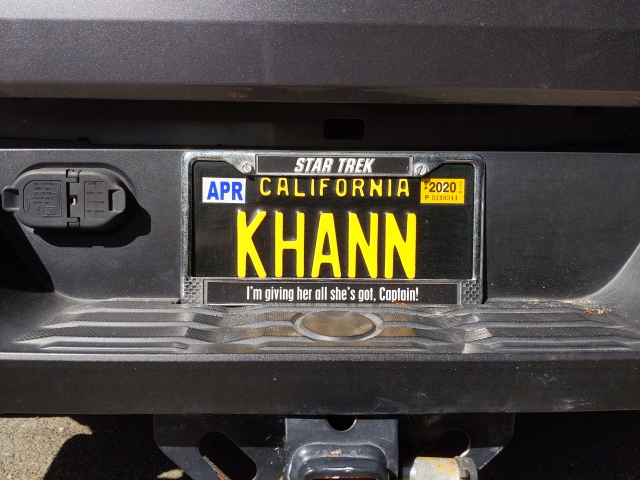 STAR TREK
APR CALIFORNIA 2020
KHANN
I'm giving her all she's got, Captain!